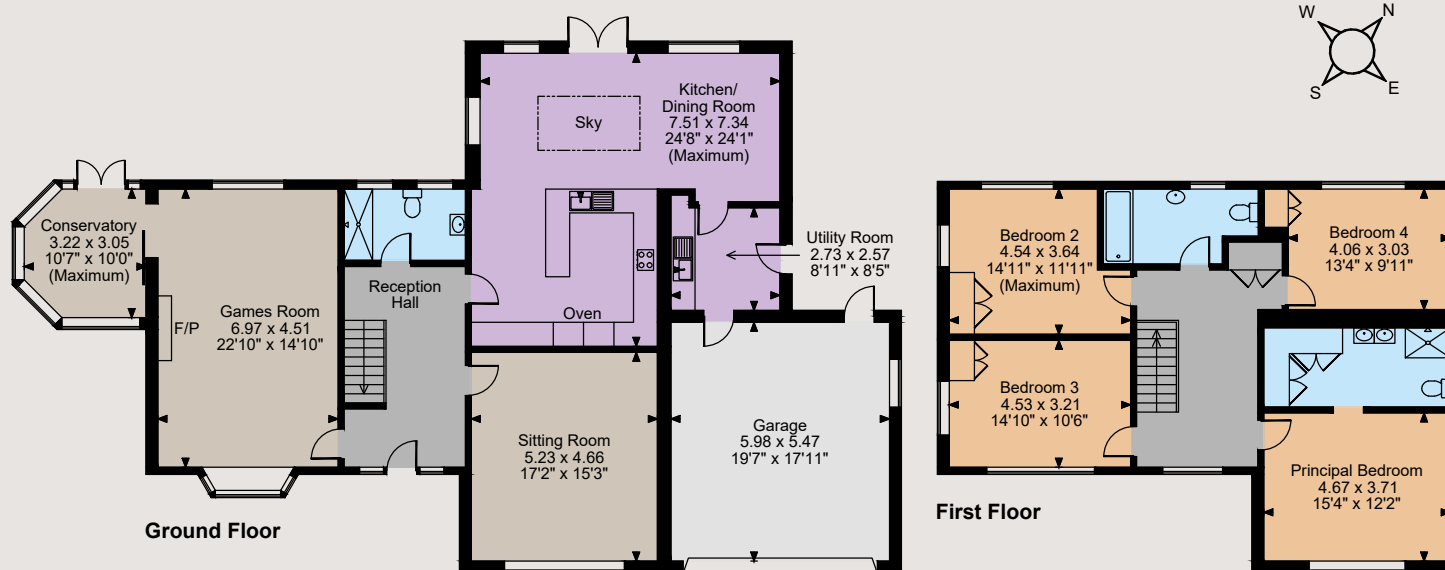 W
N
S
E
Kitchen/
Dining Room
7.51 x 7.34
24'8" x 24'1"
(Maximum)
Sky
Conservatory
3.22 x 3.05
10'7" x 10'0"
(Maximum)
Games Room
6.97 x 4.51
22'10" x 14'10"
F/P
Reception
Hall
Oven
Utility Room
2.73 x 2.57
8'11" x 8'5"
Sitting Room
5.23 x 4.66
17'2" x 15'3"
Garage
5.98 x 5.47
19'7" x 17'11"
Ground Floor
Bedroom 2
4.54 x 3.64
14'11" x 11'11"
(Maximum)
Bedroom 4
4.06 x 3.03
13'4" x 9'11"
Bedroom 3
4.53 x 3.21
14'10" x 10'6"
Principal Bedroom
4.67 x 3.71
15'4" x 12'2"
First Floor